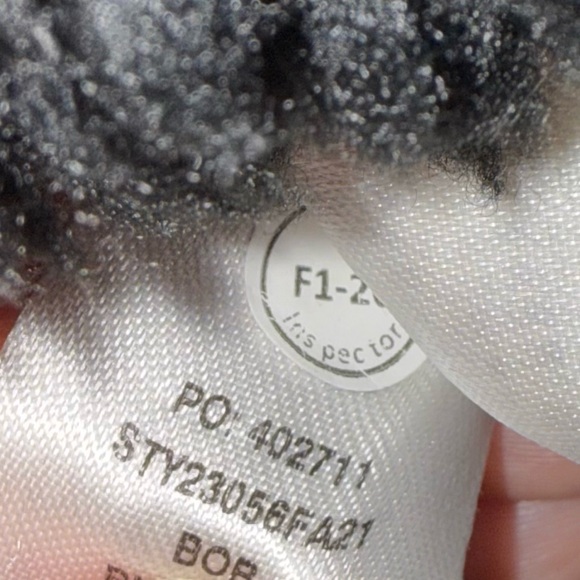 F1-2
Inspector
PO: 402711
STY23056FA21
BOB